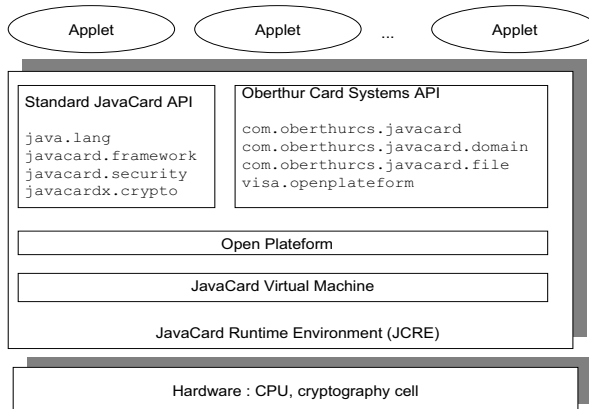 Applet Applet ... Applet
Standard JavaCard API
java.lang
javacard.framework
javacard.security
javacardx.crypto
Oberthur Card Systems API
com.oberthurcs.javacard
com.oberthurcs.javacard.domain
com.oberthurcs.javacard.file
visa.openplateform
Open Plateform
JavaCard Virtual Machine
JavaCard Runtime Environment (JCRE)
Hardware : CPU, cryptography cell